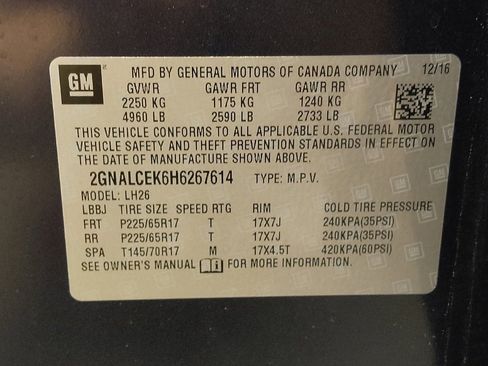 GM
MFD BY GENERAL MOTORS OF CANADA COMPANY 12/16
GVWR GAWR FRT GAWR RR
2250 KG 1175 KG 1240 KG
4960 LB 2590 LB 2733 LB
THIS VEHICLE CONFORMS TO ALL APPLICABLE U.S. FEDERAL MOTOR
VEHICLE SAFETY AND THEFT PREVENTION STANDARDS IN EFFECT ON
THE DATE OF MANUFACTURE SHOWN ABOVE.
2GNALCEK6H6267614 TYPE: M.P.V.
MODEL: LH26
LBBJ TIRE SIZE SPEED RTG RIM COLD TIRE PRESSURE
FRT P225/65R17 T 17X7J 240KPA(35PSI)
RR P225/65R17 T 17X7J 240KPA(35PSI)
SPA T145/70R17 M 17X4.5T 420KPA(60PSI)
SEE OWNER'S MANUAL FOR MORE INFORMATION.